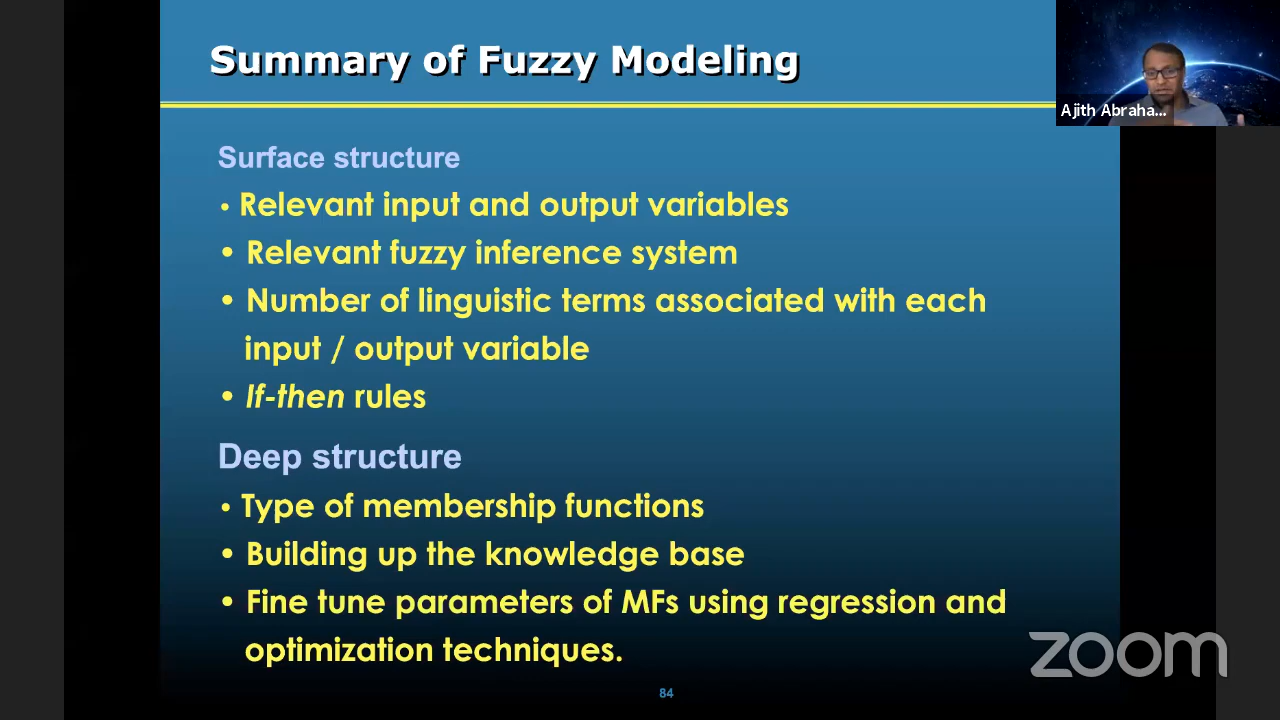 Summary of Fuzzy Modeling
Ajith Abraha...
Surface structure
• Relevant input and output variables
• Relevant fuzzy inference system
• Number of linguistic terms associated with each
input / output variable
• If-then rules
Deep structure
• Type of membership functions
• Building up the knowledge base
• Fine tune parameters of MFs using regression and
optimization techniques.
zoom
84